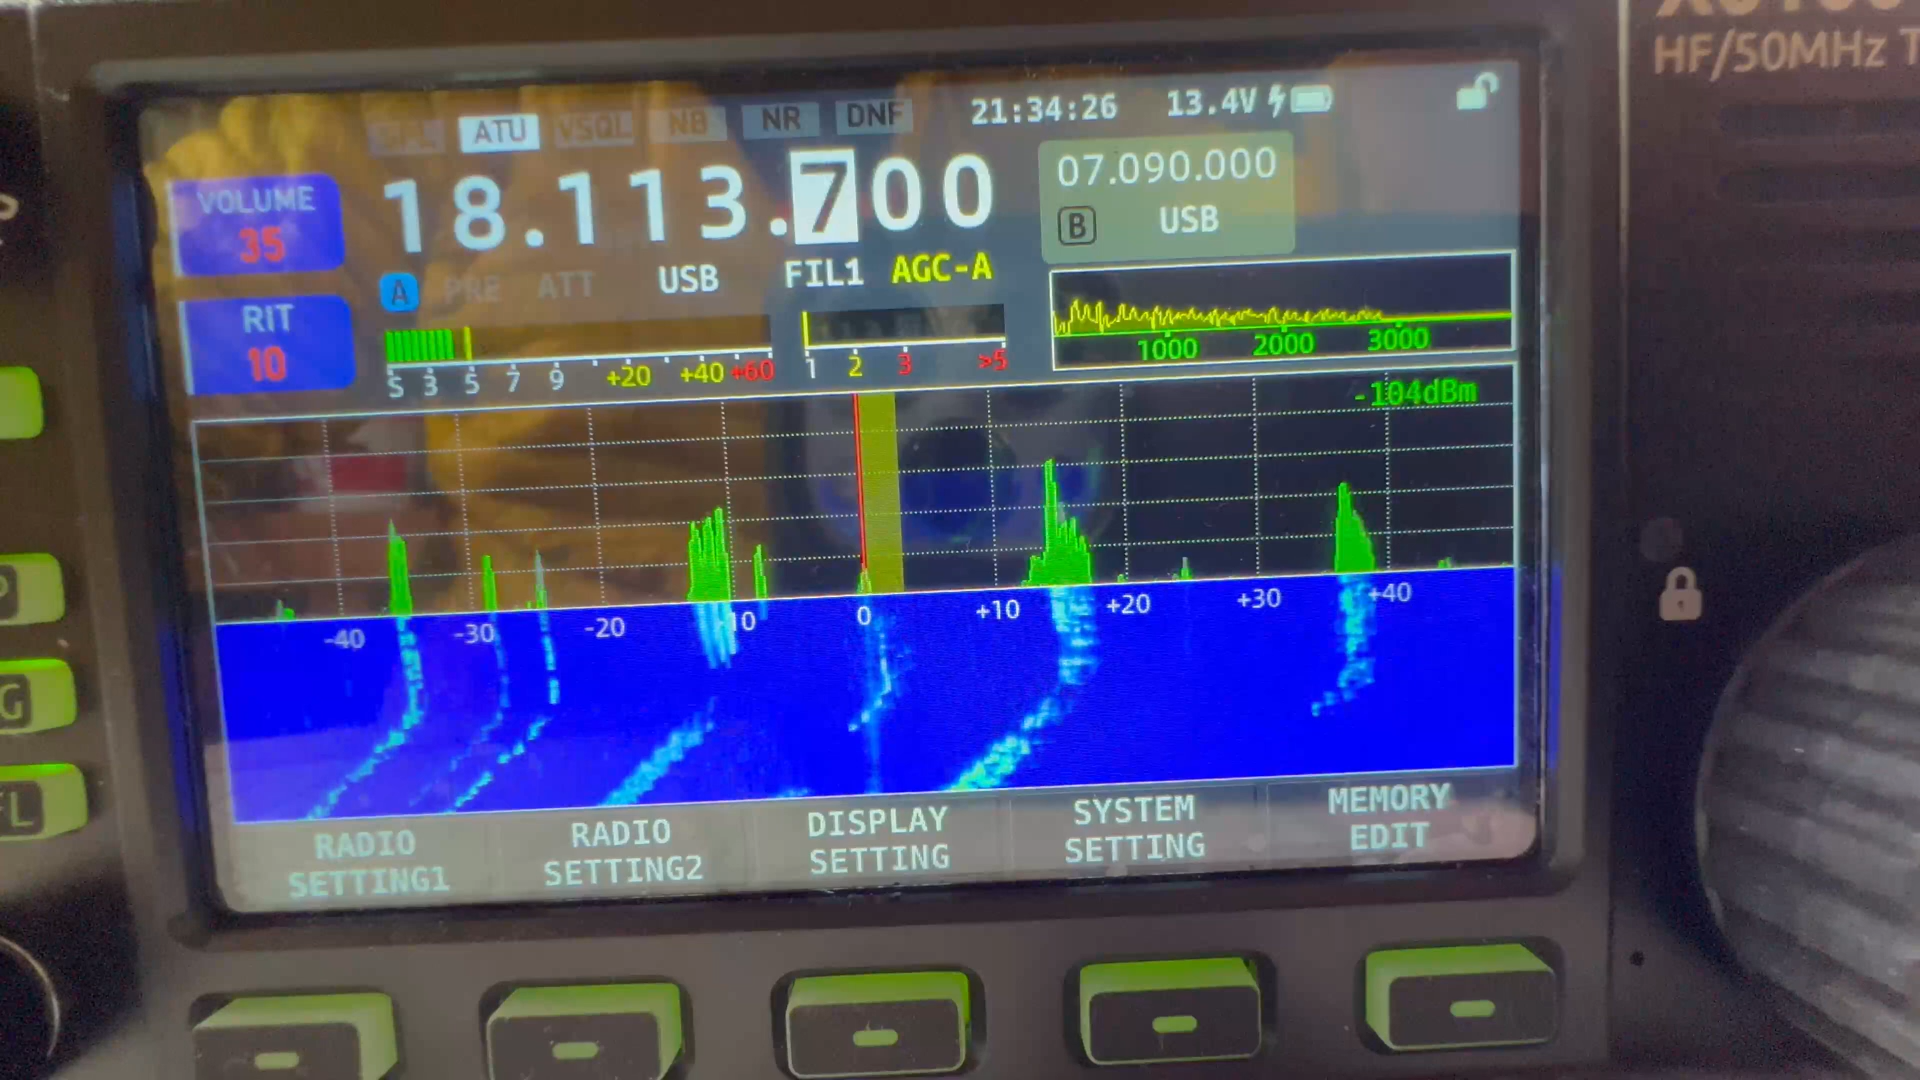 HF/50MHz
ATU VSQL NB NR DNF 21:34:26 13.4V
VOLUME
35
18.113.700
07.090.000
B USB
RIT
10
A PRE ATT USB FIL1 AGC-A
S 3 5 7 9 +20 +40 +60
1 2 3 >5
1000 2000 3000
-104dBm
-40 -30 -20 -10 0 +10 +20 +30 +40
RADIO
SETTING1
RADIO
SETTING2
DISPLAY
SETTING
SYSTEM
SETTING
MEMORY
EDIT